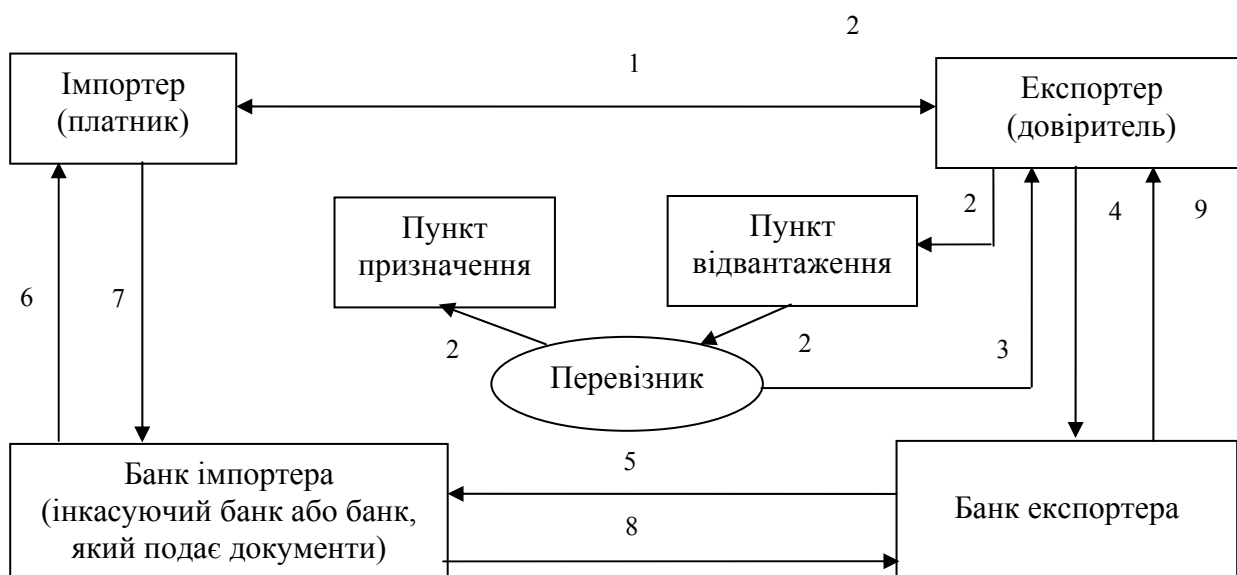 2
1
Імпортер
(платник)
Експортер
(довіритель)
2
4
9
Пункт
призначення
Пункт
відвантаження
6
7
2
2
3
Перевізник
Банк імпортера
(інкасуючий банк або банк,
який подає документи)
5
8
Банк експортера